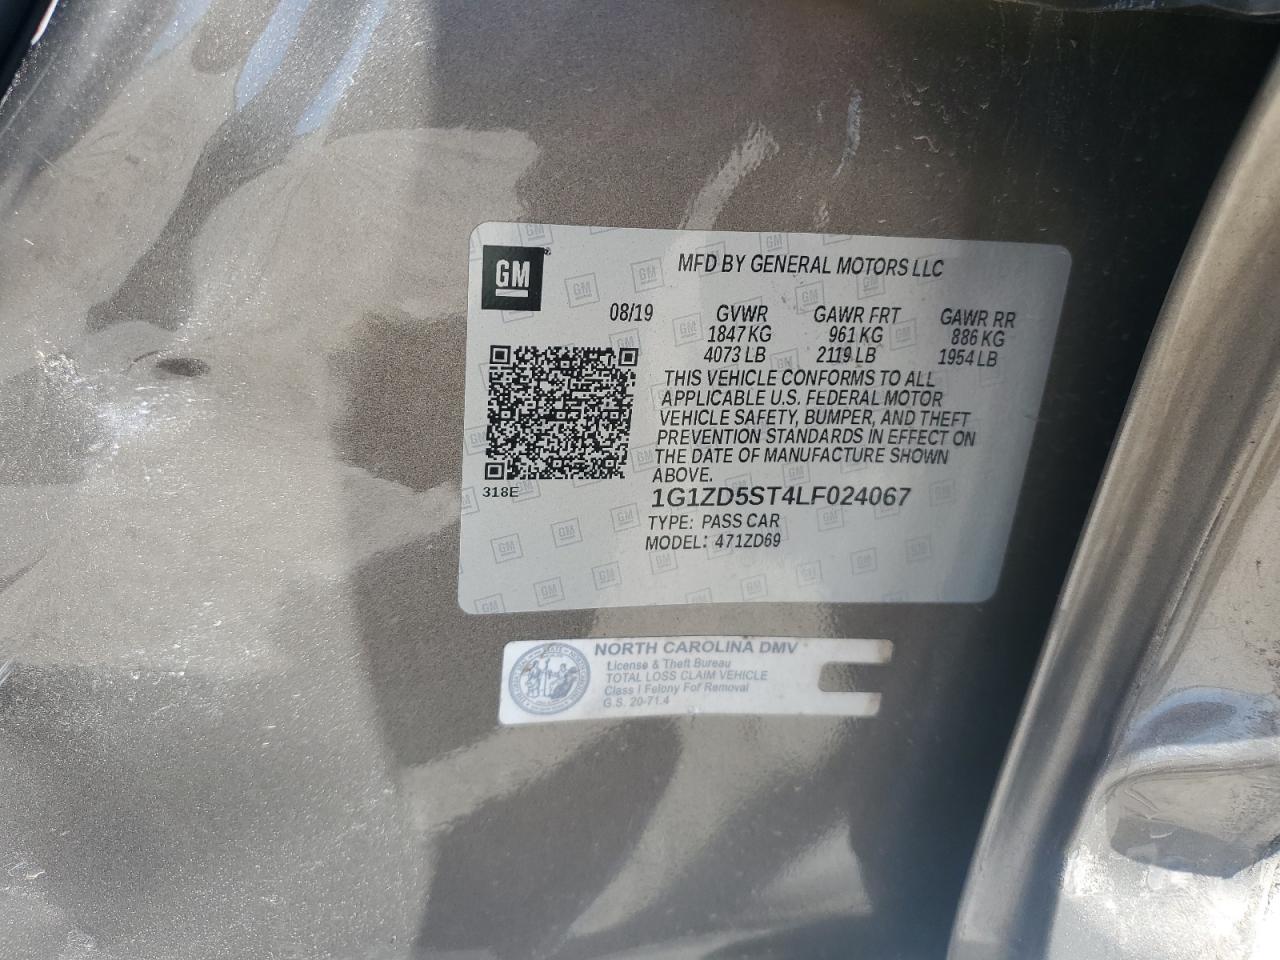 GM
MFD BY GENERAL MOTORS LLC
08/19 GVWR GAWR FRT GAWR RR
1847 KG 961 KG 886 KG
4073 LB 2119 LB 1954 LB
THIS VEHICLE CONFORMS TO ALL
APPLICABLE U.S. FEDERAL MOTOR
VEHICLE SAFETY, BUMPER, AND THEFT
PREVENTION STANDARDS IN EFFECT ON
THE DATE OF MANUFACTURE SHOWN
ABOVE.
318E
1G1ZD5ST4LF024067
TYPE: PASS CAR
MODEL: 471ZD69
NORTH CAROLINA DMV
License & Theft Bureau
TOTAL LOSS CLAIM VEHICLE
Class I Felony For Removal
G.S. 20-71.4